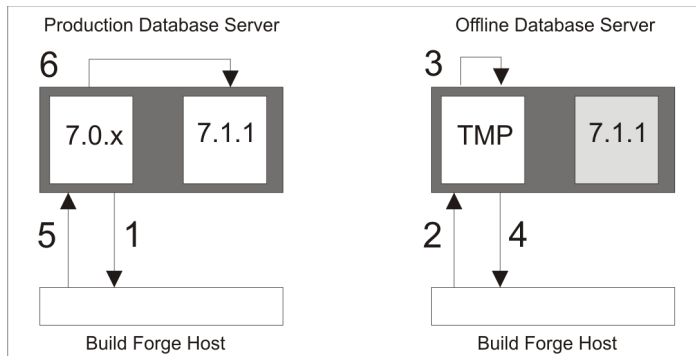 Production Database Server
6
7.0.x
7.1.1
5
1
Build Forge Host
Offline Database Server
3
TMP
7.1.1
2
4
Build Forge Host